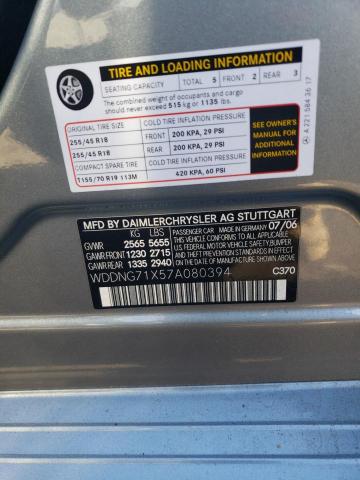 TIRE AND LOADING INFORMATION
SEATING CAPACITY TOTAL 5 FRONT 2 REAR 3
The combined weight of occupants and cargo
should never exceed 515 kg or 1135 lbs.
ORIGINAL TIRE SIZE COLD TIRE INFLATION PRESSURE
255/45 R18 FRONT 200 KPA, 29 PSI
255/45 R18 REAR 200 KPA, 29 PSI
COMPACT SPARE TIRE COLD TIRE INFLATION PRESSURE
T155/70 R19 113M 420 KPA, 60 PSI
SEE OWNER'S
MANUAL FOR
ADDITIONAL
INFORMATION
A 221 584 36 17
MFD BY DAIMLERCHRYSLER AG STUTTGART
KG LBS PASSENGER CAR MADE IN GERMANY 07/06
GVWR 2565 5655
GAWR FRONT 1230 2715
GAWR REAR 1335 2940
THIS VEHICLE CONFORMS TO ALL APPLICABLE
U.S. FEDERAL MOTOR VEHICLE SAFETY, BUMPER
AND THEFT PREVENTION STANDARDS IN EFFECT
ON THE DATE OF MANUFACTURE SHOWN ABOVE
WDDNG71X57A080394 C370